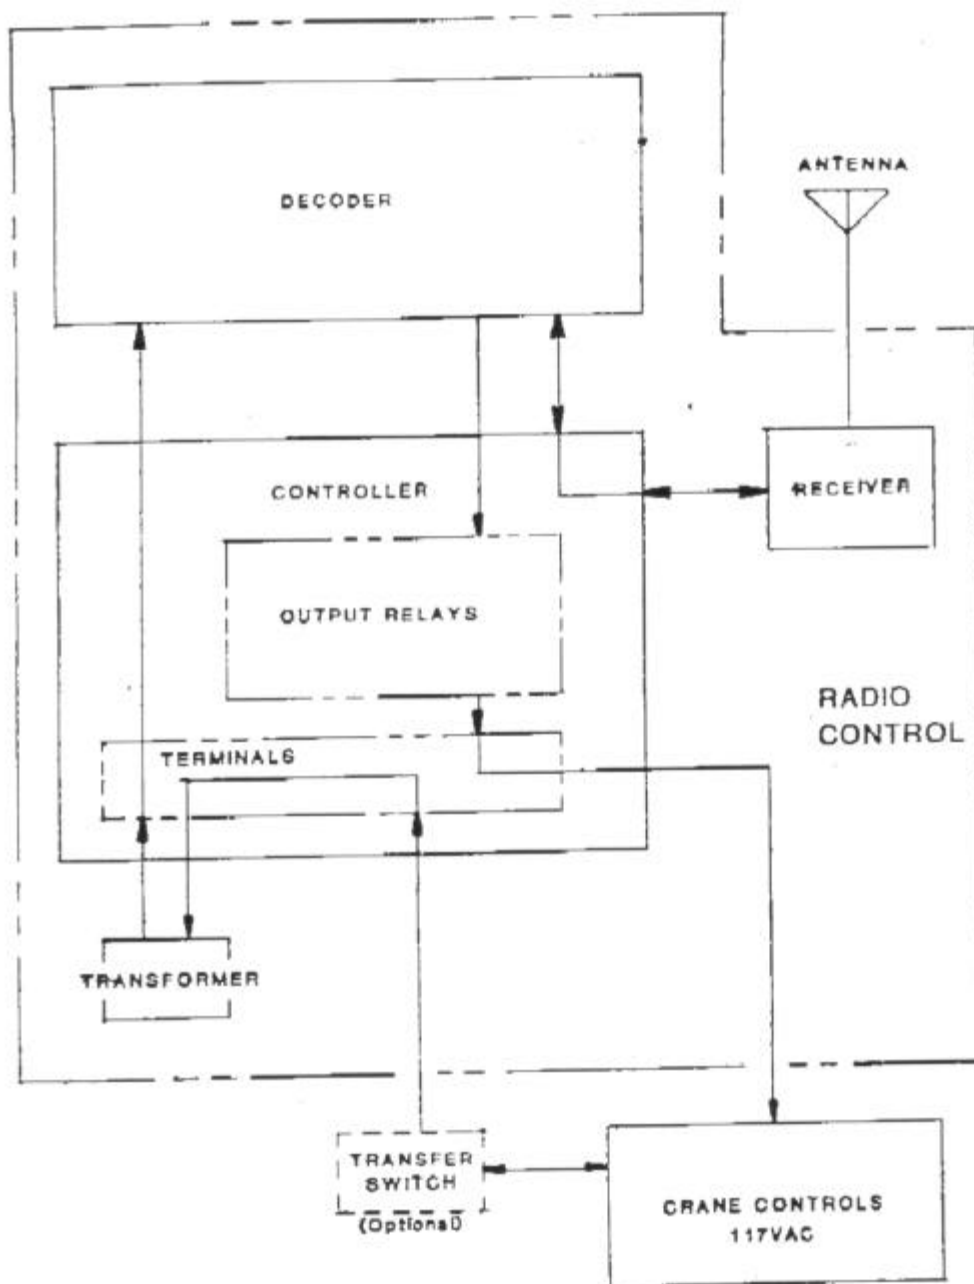 DECODER
ANTENNA
CONTROLLER
RECEIVER
OUTPUT RELAYS
RADIO
CONTROL
TERMINALS
TRANSFORMER
TRANSFER
SWITCH
(Optional)
CRANE CONTROLS
117VAC